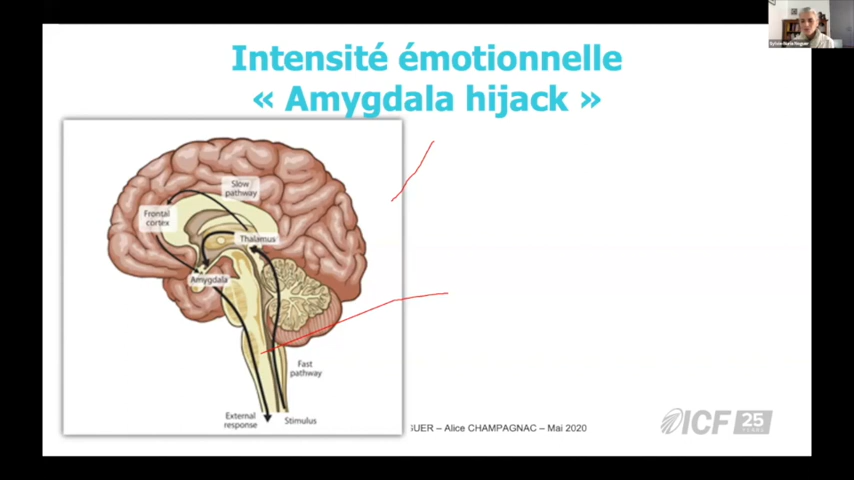 Intensité émotionnelle
« Amygdala hijack »
Slow
pathway
Frontal
cortex
Thalamus
Amygdala
Fast
pathway
External
response
Stimulus
GUER – Alice CHAMPAGNAC – Mai 2020
ICF 25
YEARS